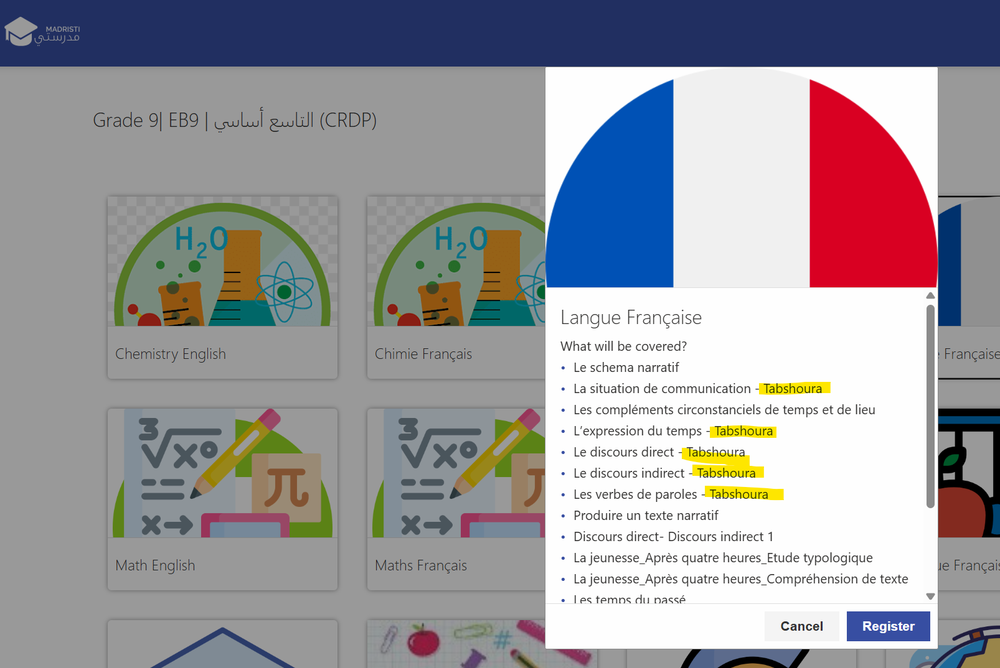 MADRISTI
مدرستي
Grade 9| EB9 | التاسع أساسي (CRDP)
H2O
H2O
Chemistry English
Chimie Français
Française
3√x°
π
x→
3√x°
x→
Math English
Maths Français
ue Français
Langue Française
What will be covered?
• Le schema narratif
• La situation de communication - Tabshoura
• Les compléments circonstanciels de temps et de lieu
• L’expression du temps - Tabshoura
• Le discours direct - Tabshoura
• Le discours indirect - Tabshoura
• Les verbes de paroles - Tabshoura
• Produire un texte narratif
• Discours direct- Discours indirect 1
• La jeunesse_Après quatre heures_Etude typologique
• La jeunesse_Après quatre heures_Compréhension de texte
• Les temps du passé
Cancel
Register